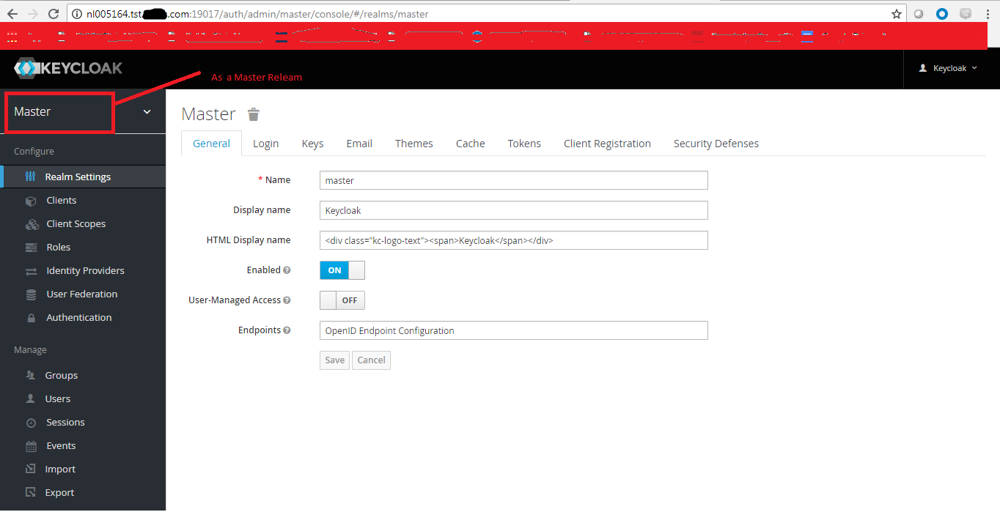 nl005164.tst .com:19017/auth/admin/master/console/#/realms/master
KEYCLOAK
As a Master Releam
Keycloak
Master
Master
General Login Keys Email Themes Cache Tokens Client Registration Security Defenses
Configure
Realm Settings
Clients
Client Scopes
Roles
Identity Providers
User Federation
Authentication
Manage
Groups
Users
Sessions
Events
Import
Export
* Name master
Display name Keycloak
HTML Display name <div class="kc-logo-text"><span>Keycloak</span></div>
Enabled ON
User-Managed Access OFF
Endpoints OpenID Endpoint Configuration
Save Cancel